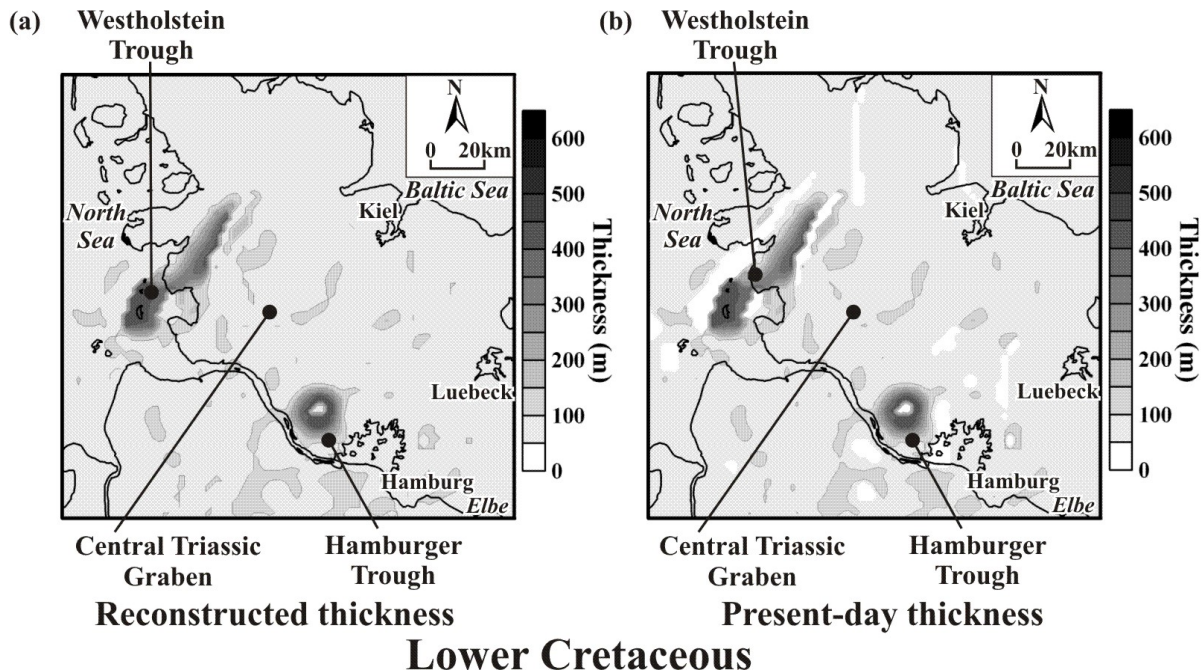 (a)
Westholstein
Trough
N
0 20km
Baltic Sea
North
Sea
Kiel
Luebeck
Hamburg
Elbe
600
500
400
300
200
100
0
Thickness (m)
Central Triassic
Graben
Hamburger
Trough
Reconstructed thickness
(b)
Westholstein
Trough
N
0 20km
Baltic Sea
North
Sea
Kiel
Luebeck
Hamburg
Elbe
600
500
400
300
200
100
0
Thickness (m)
Central Triassic
Graben
Hamburger
Trough
Present-day thickness
Lower Cretaceous